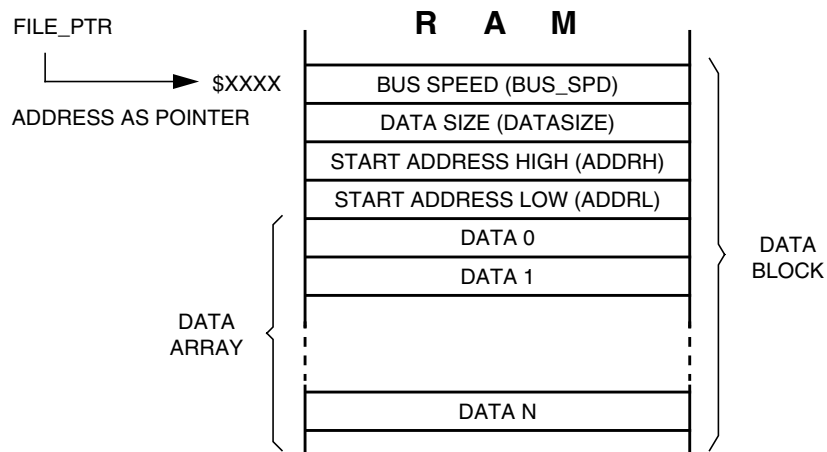 R A M
FILE_PTR
$XXXX
ADDRESS AS POINTER
BUS SPEED (BUS_SPD)
DATA SIZE (DATASIZE)
START ADDRESS HIGH (ADDRH)
START ADDRESS LOW (ADDRL)
DATA 0
DATA 1
DATA N
DATA
ARRAY
DATA
BLOCK